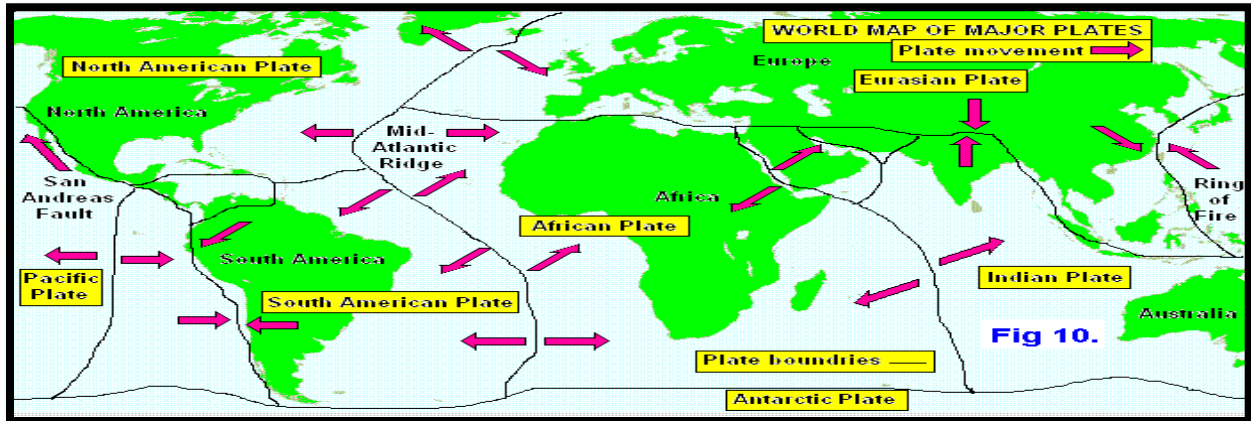 WORLD MAP OF MAJOR PLATES
Plate movement
Europe
North American Plate
Eurasian Plate
North America
Mid-
Atlantic
Ridge
San
Andreas
Fault
Africa
Ring
of
Fire
African Plate
South America
Pacific
Plate
South American Plate
Indian Plate
Australia
Fig 10.
Plate boundries
Antarctic Plate